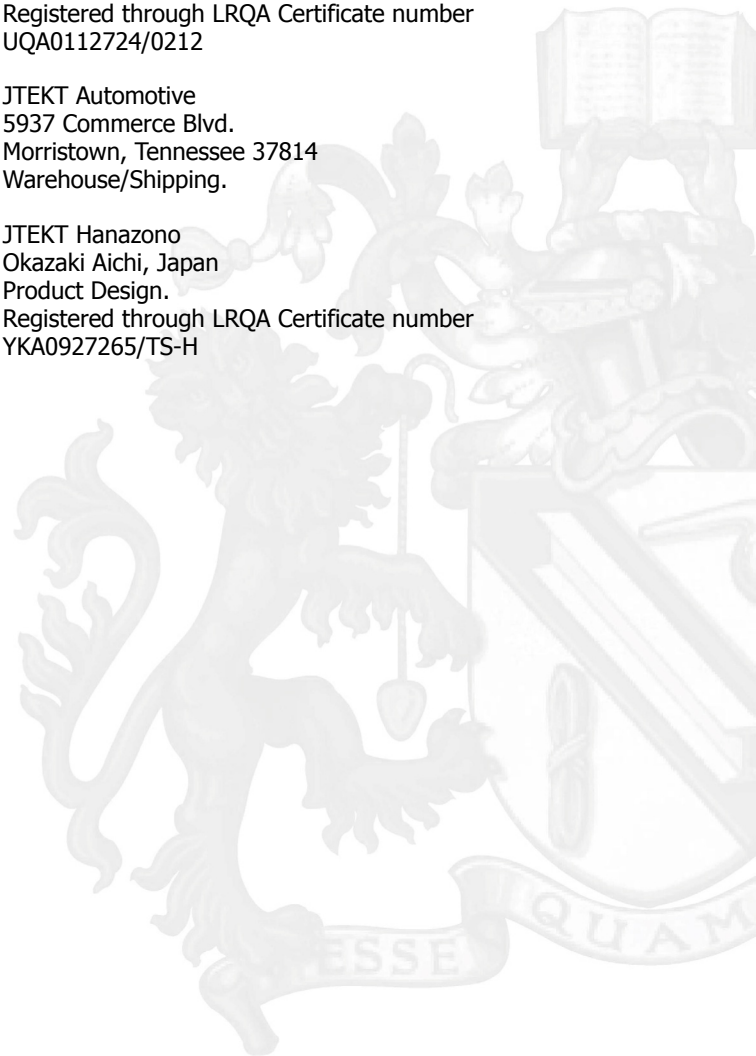 Registered through LRQA Certificate number
UQA0112724/0212
JTEKT Automotive
5937 Commerce Blvd.
Morristown, Tennessee 37814
Warehouse/Shipping.
JTEKT Hanazono
Okazaki Aichi, Japan
Product Design.
Registered through LRQA Certificate number
YKA0927265/TS-H
ESSE QUAM